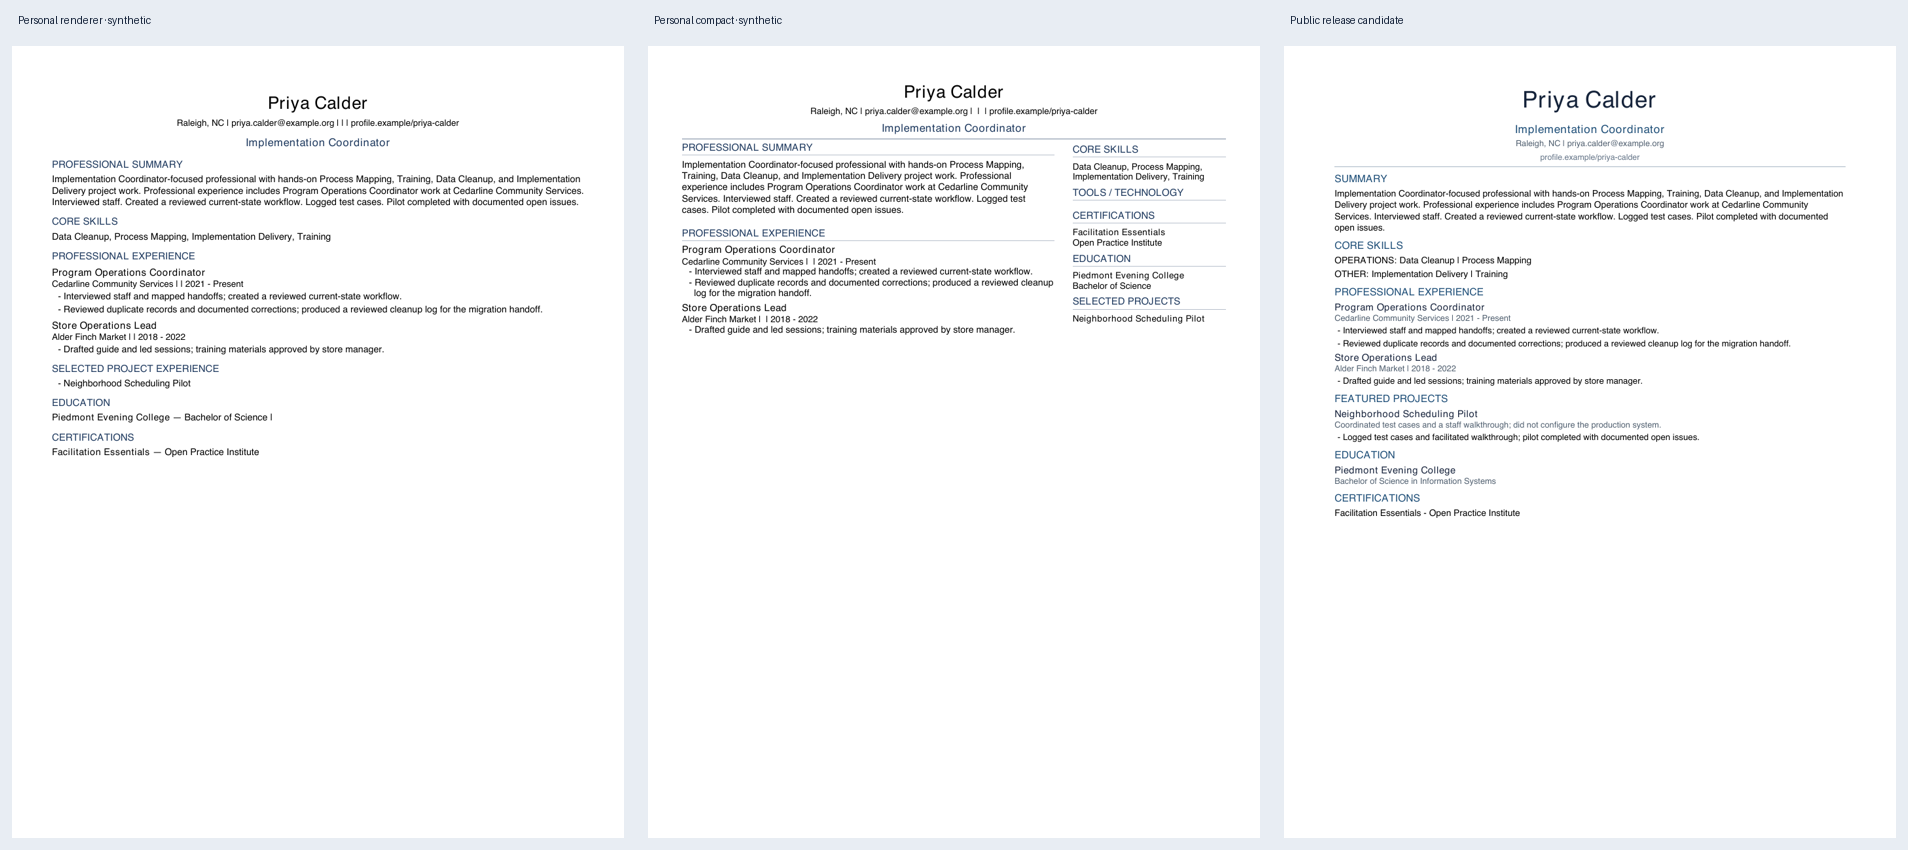 Personal renderer · synthetic
Priya Calder
Raleigh, NC | priya.calder@example.org | | | profile.example/priya-calder
Implementation Coordinator
PROFESSIONAL SUMMARY
Implementation Coordinator-focused professional with hands-on Process Mapping, Training, Data Cleanup, and Implementation
Delivery project work. Professional experience includes Program Operations Coordinator work at Cedarline Community Services.
Interviewed staff. Created a reviewed current-state workflow. Logged test cases. Pilot completed with documented open issues.
CORE SKILLS
Data Cleanup, Process Mapping, Implementation Delivery, Training
PROFESSIONAL EXPERIENCE
Program Operations Coordinator
Cedarline Community Services | | 2021 - Present
- Interviewed staff and mapped handoffs; created a reviewed current-state workflow.
- Reviewed duplicate records and documented corrections; produced a reviewed cleanup log for the migration handoff.
Store Operations Lead
Alder Finch Market | | 2018 - 2022
- Drafted guide and led sessions; training materials approved by store manager.
SELECTED PROJECT EXPERIENCE
- Neighborhood Scheduling Pilot
EDUCATION
Piedmont Evening College — Bachelor of Science |
CERTIFICATIONS
Facilitation Essentials — Open Practice Institute
Personal compact · synthetic
Priya Calder
Raleigh, NC | priya.calder@example.org | | | profile.example/priya-calder
Implementation Coordinator
PROFESSIONAL SUMMARY
Implementation Coordinator-focused professional with hands-on Process Mapping,
Training, Data Cleanup, and Implementation Delivery project work. Professional
experience includes Program Operations Coordinator work at Cedarline Community
Services. Interviewed staff. Created a reviewed current-state workflow. Logged test
cases. Pilot completed with documented open issues.
PROFESSIONAL EXPERIENCE
Program Operations Coordinator
Cedarline Community Services | | 2021 - Present
- Interviewed staff and mapped handoffs; created a reviewed current-state workflow.
- Reviewed duplicate records and documented corrections; produced a reviewed cleanup
log for the migration handoff.
Store Operations Lead
Alder Finch Market | | 2018 - 2022
- Drafted guide and led sessions; training materials approved by store manager.
CORE SKILLS
Data Cleanup, Process Mapping,
Implementation Delivery, Training
TOOLS / TECHNOLOGY
CERTIFICATIONS
Facilitation Essentials
Open Practice Institute
EDUCATION
Piedmont Evening College
Bachelor of Science
SELECTED PROJECTS
Neighborhood Scheduling Pilot
Public release candidate
Priya Calder
Implementation Coordinator
Raleigh, NC | priya.calder@example.org
profile.example/priya-calder
SUMMARY
Implementation Coordinator-focused professional with hands-on Process Mapping, Training, Data Cleanup, and Implementation
Delivery project work. Professional experience includes Program Operations Coordinator work at Cedarline Community
Services. Interviewed staff. Created a reviewed current-state workflow. Logged test cases. Pilot completed with documented
open issues.
CORE SKILLS
OPERATIONS: Data Cleanup | Process Mapping
OTHER: Implementation Delivery | Training
PROFESSIONAL EXPERIENCE
Program Operations Coordinator
Cedarline Community Services | 2021 - Present
- Interviewed staff and mapped handoffs; created a reviewed current-state workflow.
- Reviewed duplicate records and documented corrections; produced a reviewed cleanup log for the migration handoff.
Store Operations Lead
Alder Finch Market | 2018 - 2022
- Drafted guide and led sessions; training materials approved by store manager.
FEATURED PROJECTS
Neighborhood Scheduling Pilot
Coordinated test cases and a staff walkthrough; did not configure the production system.
- Logged test cases and facilitated walkthrough; pilot completed with documented open issues.
EDUCATION
Piedmont Evening College
Bachelor of Science in Information Systems
CERTIFICATIONS
Facilitation Essentials - Open Practice Institute